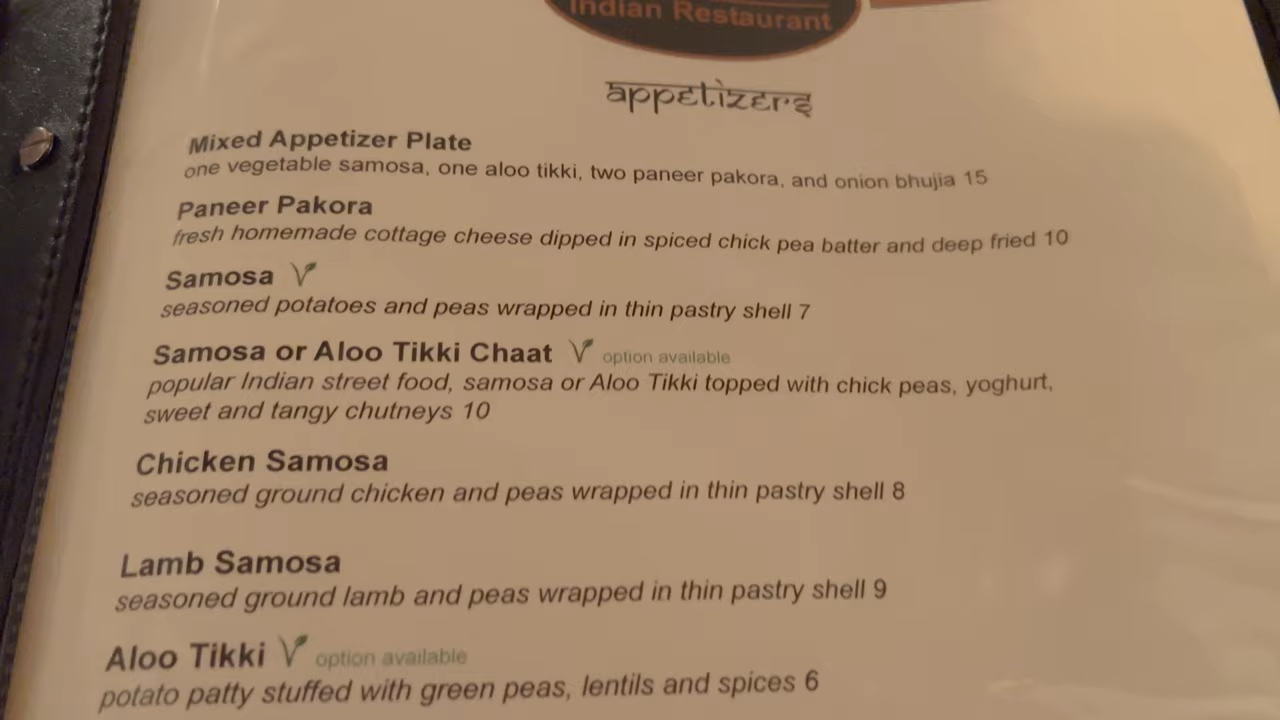 Indian Restaurant
appetizers
Mixed Appetizer Plate
one vegetable samosa, one aloo tikki, two paneer pakora, and onion bhujia 15
Paneer Pakora
fresh homemade cottage cheese dipped in spiced chick pea batter and deep fried 10
Samosa V
seasoned potatoes and peas wrapped in thin pastry shell 7
Samosa or Aloo Tikki Chaat V option available
popular Indian street food, samosa or Aloo Tikki topped with chick peas, yoghurt,
sweet and tangy chutneys 10
Chicken Samosa
seasoned ground chicken and peas wrapped in thin pastry shell 8
Lamb Samosa
seasoned ground lamb and peas wrapped in thin pastry shell 9
Aloo Tikki V option available
potato patty stuffed with green peas, lentils and spices 6